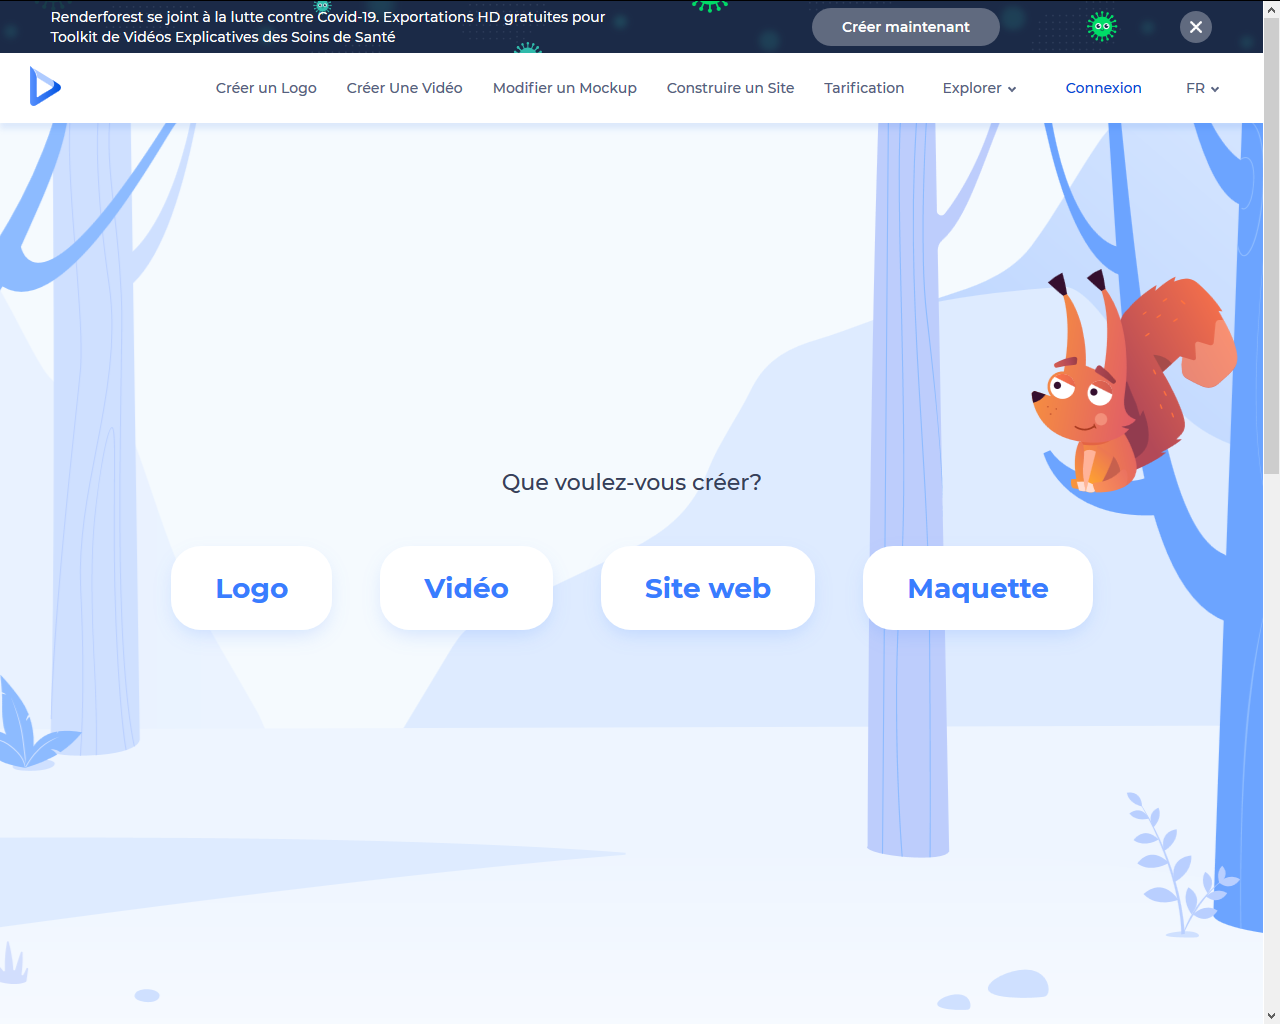 Renderforest se joint à la lutte contre Covid-19. Exportations HD gratuites pour
Toolkit de Vidéos Explicatives des Soins de Santé
Créer maintenant
Créer un Logo
Créer Une Vidéo
Modifier un Mockup
Construire un Site
Tarification
Explorer
Connexion
FR
Que voulez-vous créer?
Logo
Vidéo
Site web
Maquette